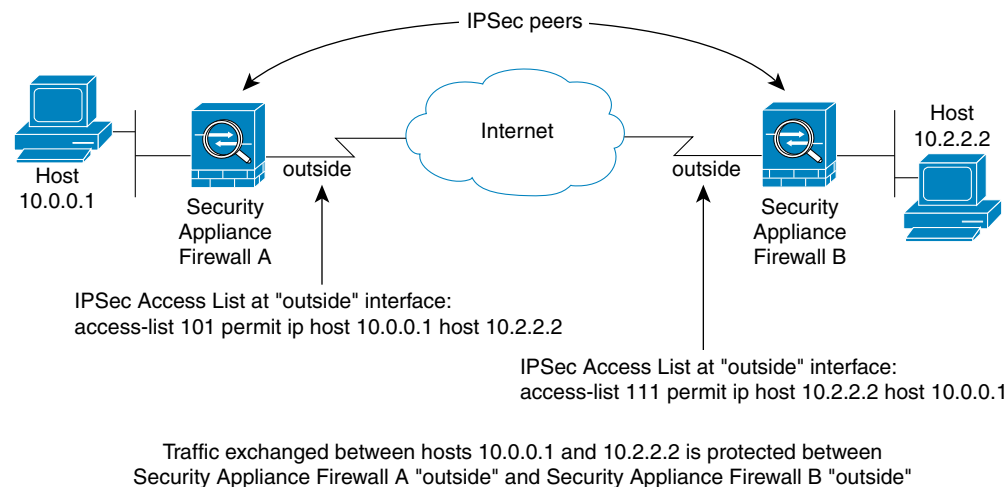 IPSec peers
Internet
Host
10.0.0.1
outside
Security
Appliance
Firewall A
outside
Security
Appliance
Firewall B
Host
10.2.2.2
IPSec Access List at "outside" interface:
access-list 101 permit ip host 10.0.0.1 host 10.2.2.2
IPSec Access List at "outside" interface:
access-list 111 permit ip host 10.2.2.2 host 10.0.0.1
Traffic exchanged between hosts 10.0.0.1 and 10.2.2.2 is protected between
Security Appliance Firewall A "outside" and Security Appliance Firewall B "outside"